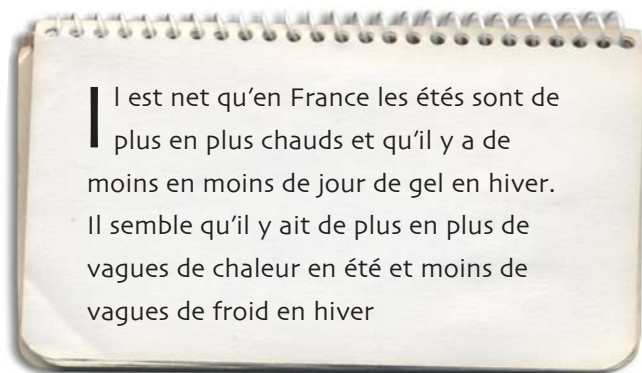 Il est net qu'en France les étés sont de
plus en plus chauds et qu'il y a de
moins en moins de jour de gel en hiver.
Il semble qu'il y ait de plus en plus de
vagues de chaleur en été et moins de
vagues de froid en hiver